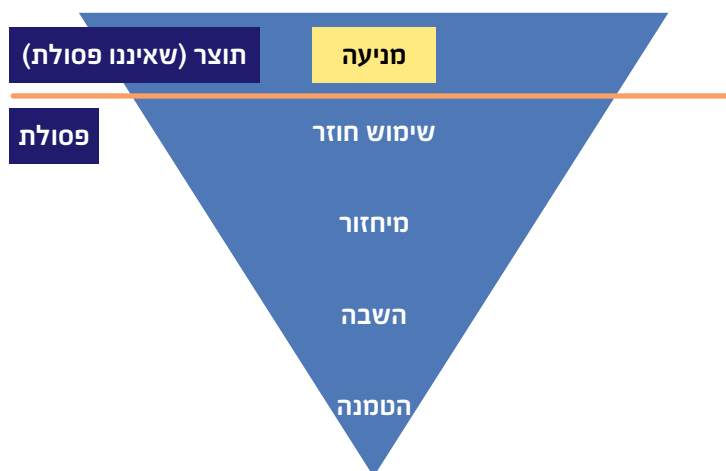 תוצר (שאיננו פסולת)
מניעה
פסולת
שימוש חוזר
מיחזור
השבה
הטמנה